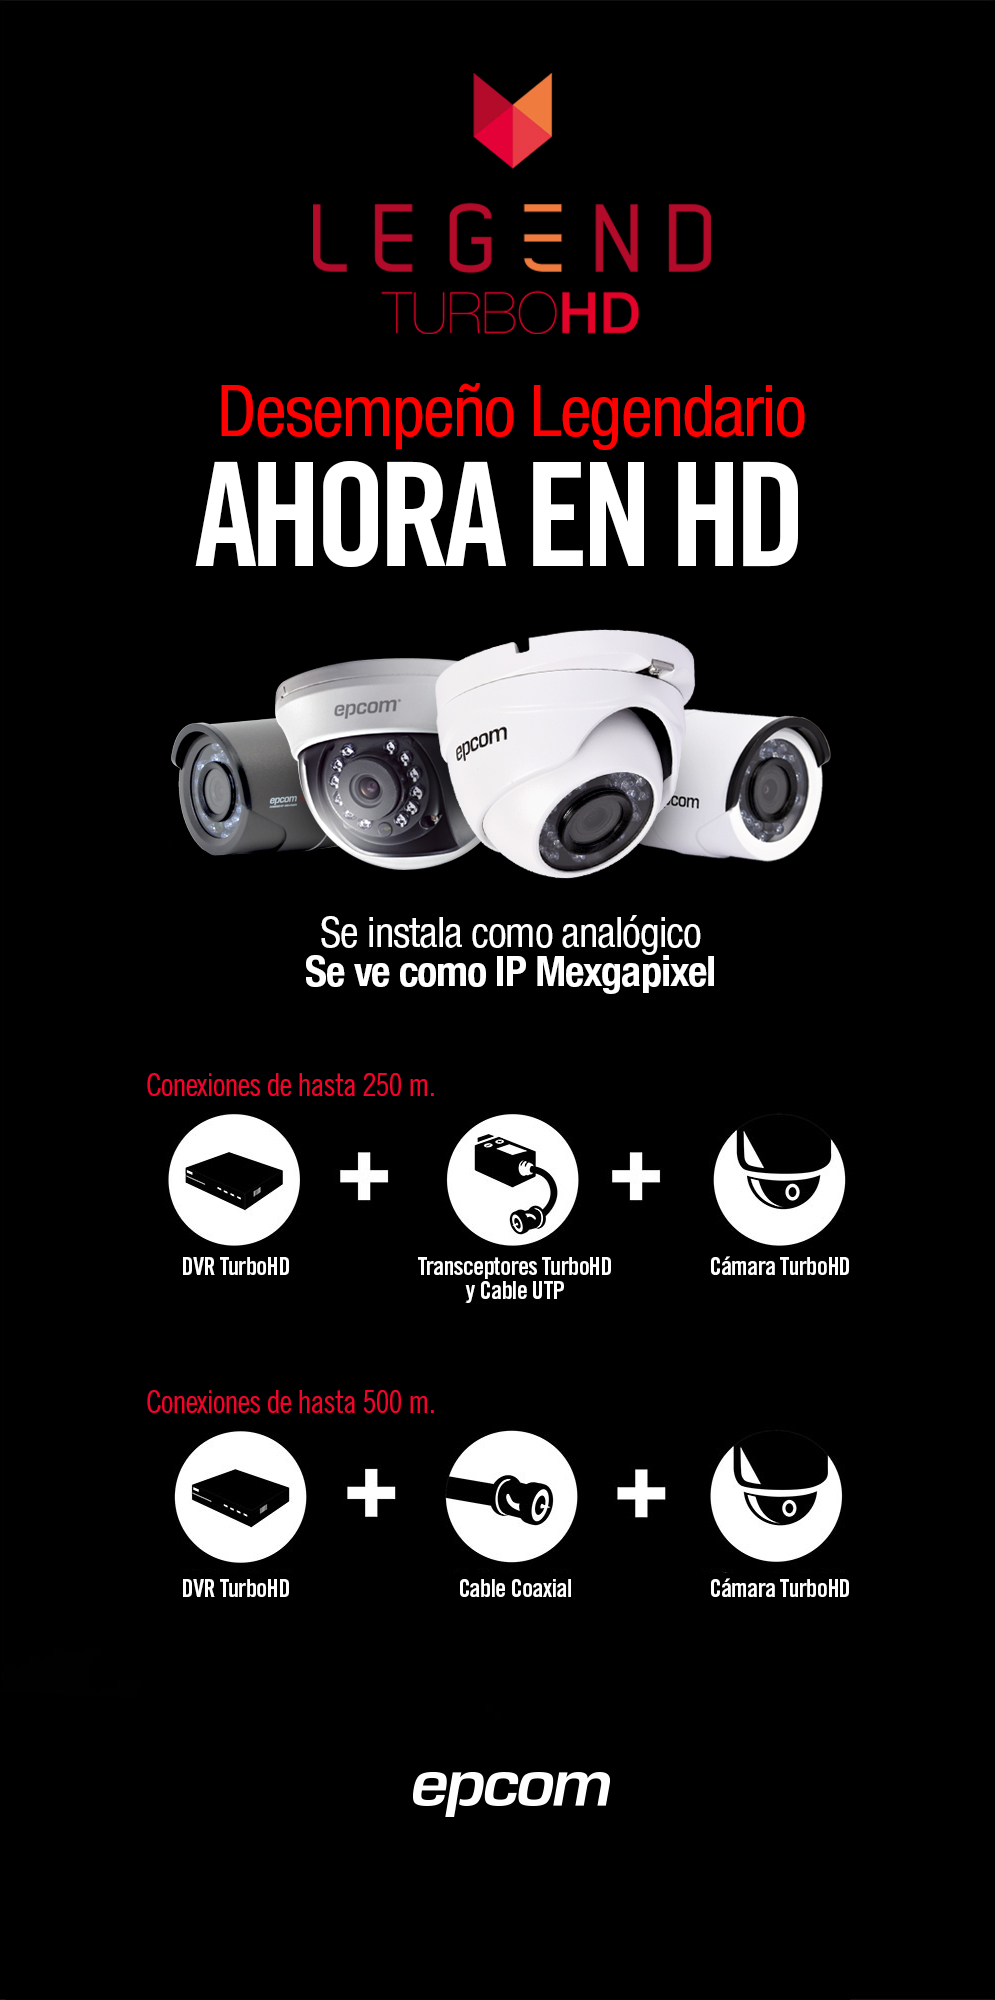 LEGEND
TURBOHD
Desempeño Legendario
AHORA EN HD
epcom
epcom
epcom
com
Se instala como analógico
Se ve como IP Mexgapixel
Conexiones de hasta 250 m.
DVR TurboHD
Transceptores TurboHD
y Cable UTP
Cámara TurboHD
Conexiones de hasta 500 m.
DVR TurboHD
Cable Coaxial
Cámara TurboHD
epcom